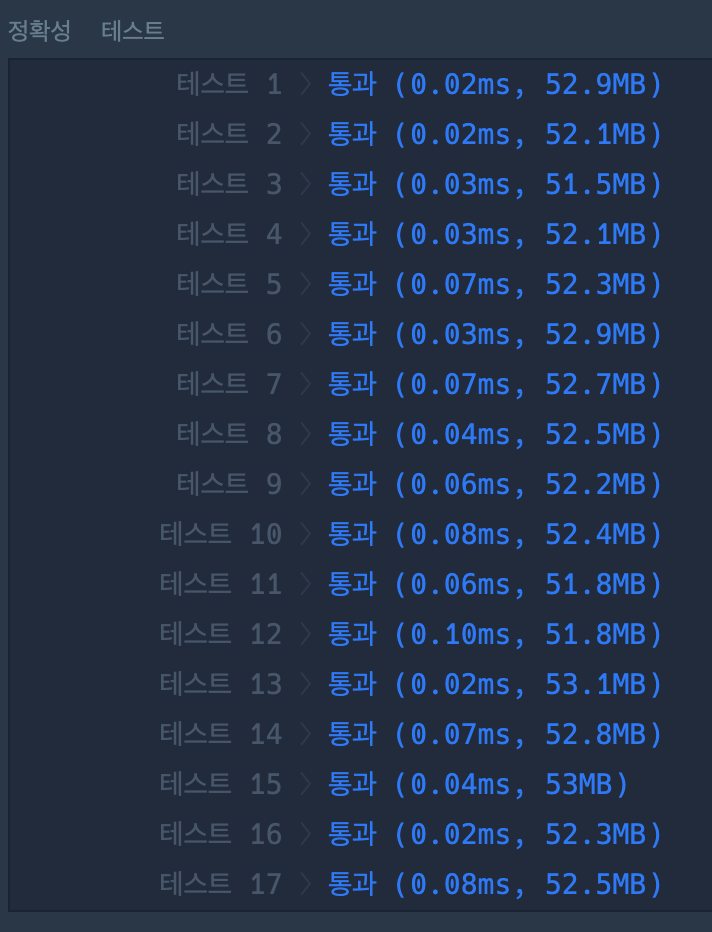 정확성  테스트
테스트 1 〉 통과 (0.02ms, 52.9MB)
테스트 2 〉 통과 (0.02ms, 52.1MB)
테스트 3 〉 통과 (0.03ms, 51.5MB)
테스트 4 〉 통과 (0.03ms, 52.1MB)
테스트 5 〉 통과 (0.07ms, 52.3MB)
테스트 6 〉 통과 (0.03ms, 52.9MB)
테스트 7 〉 통과 (0.07ms, 52.7MB)
테스트 8 〉 통과 (0.04ms, 52.5MB)
테스트 9 〉 통과 (0.06ms, 52.2MB)
테스트 10 〉 통과 (0.08ms, 52.4MB)
테스트 11 〉 통과 (0.06ms, 51.8MB)
테스트 12 〉 통과 (0.10ms, 51.8MB)
테스트 13 〉 통과 (0.02ms, 53.1MB)
테스트 14 〉 통과 (0.07ms, 52.8MB)
테스트 15 〉 통과 (0.04ms, 53MB)
테스트 16 〉 통과 (0.02ms, 52.3MB)
테스트 17 〉 통과 (0.08ms, 52.5MB)